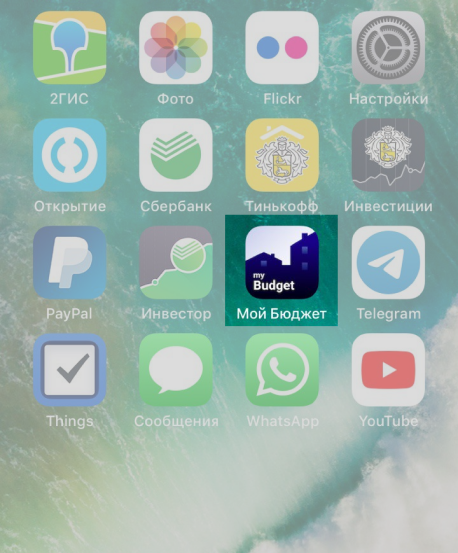 2ГИС Фото Flickr Настройки
Открытие Сбербанк Тинькофф Инвестиции
my
Budget
PayPal Инвестор Мой Бюджет Telegram
Things Сообщения WhatsApp YouTube